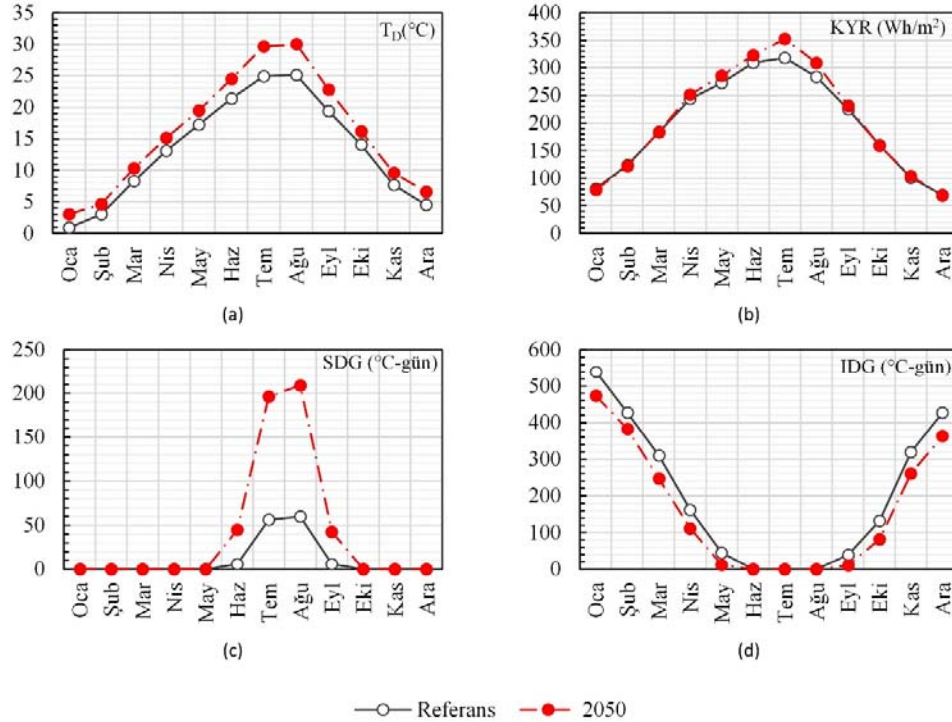 T_D(°C)
35
30
25
20
15
10
5
0
Oca Şub Mar Nis May Haz Tem Ağu Eyl Eki Kas Ara
(a)
KYR (Wh/m²)
400
350
300
250
200
150
100
50
0
Oca Şub Mar Nis May Haz Tem Ağu Eyl Eki Kas Ara
(b)
SDG (°C-gün)
250
200
150
100
50
0
Oca Şub Mar Nis May Haz Tem Ağu Eyl Eki Kas Ara
(c)
IDG (°C-gün)
600
500
400
300
200
100
0
Oca Şub Mar Nis May Haz Tem Ağu Eyl Eki Kas Ara
(d)
Referans 2050